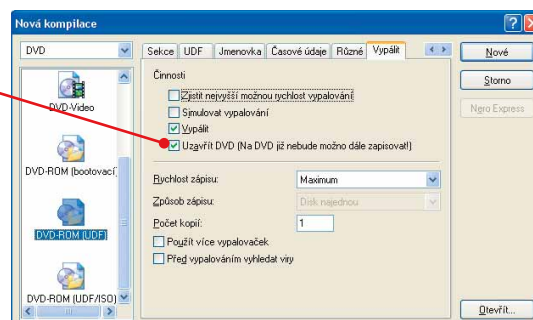 Nová kompilace
DVD
DVD-Video
DVD-ROM (bootovací
DVD-ROM (UDF)
DVD-ROM (UDF/ISO)
Sekce UDF Jmenovka Časové údaje Různé Vypálit
Činnosti
Zjistit nejvyšší možnou rychlost vypalování
Simulovat vypalování
Vypálit
Uzavřít DVD (Na DVD již nebude možno dále zapisovat!)
Rychlost zápisu: Maximum
Způsob zápisu: Disk najednou
Počet kopií: 1
Použít více vypalovaček
Před vypalováním vyhledat viry
Nové
Storno
Nero Express
Otevřít...